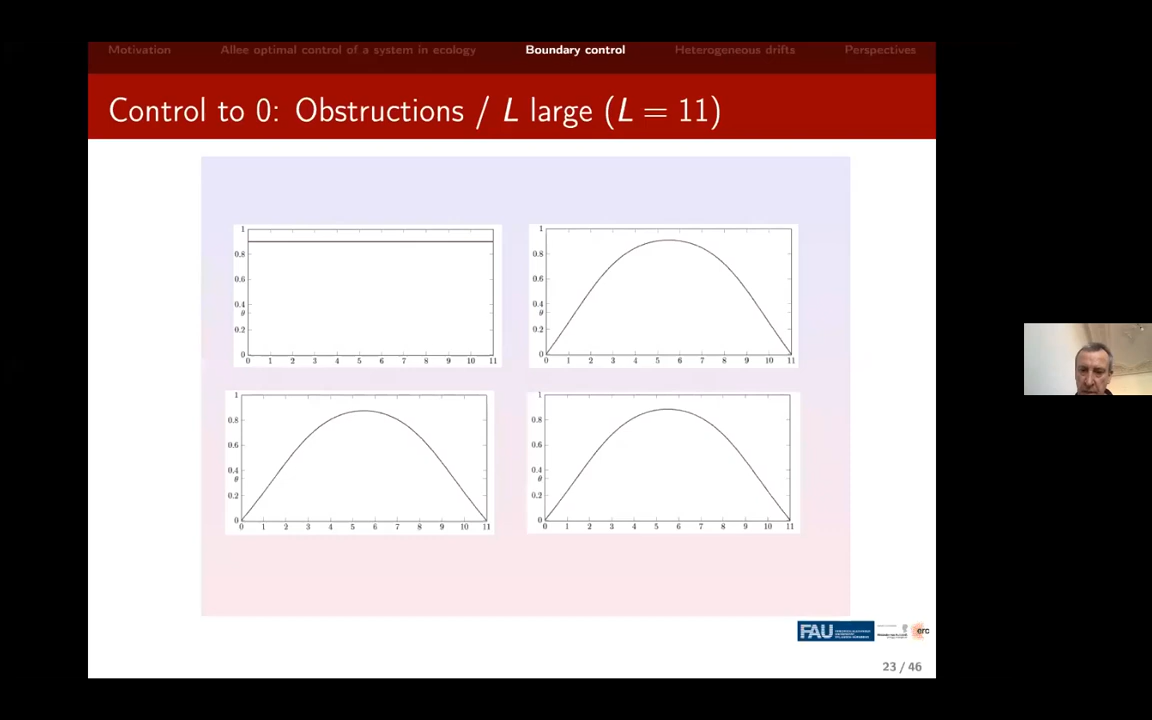 Motivation Allee optimal control of a system in ecology Boundary control Heterogeneous drifts Perspectives
Control to 0: Obstructions / L large (L = 11)
1
0.8
0.6
0.4
θ
0.2
0
0 1 2 3 4 5 6 7 8 9 10 11
1
0.8
0.6
0.4
θ
0.2
0
0 1 2 3 4 5 6 7 8 9 10 11
1
0.8
0.6
0.4
θ
0.2
0
0 1 2 3 4 5 6 7 8 9 10 11
1
0.8
0.6
0.4
θ
0.2
0
0 1 2 3 4 5 6 7 8 9 10 11
FAU
erc
23 / 46